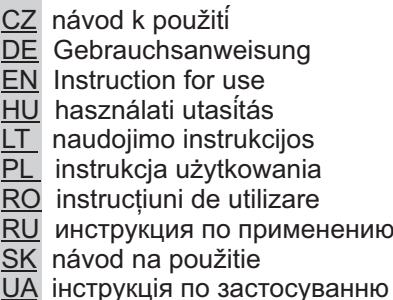 CZ návod k použití
DE Gebrauchsanweisung
EN Instruction for use
HU használati utasítás
LT naudojimo instrukcijos
PL instrukcja użytkowania
RO instrucțiuni de utilizare
RU инструкция по применению
SK návod na použitie
UA інструкція по застосуванню